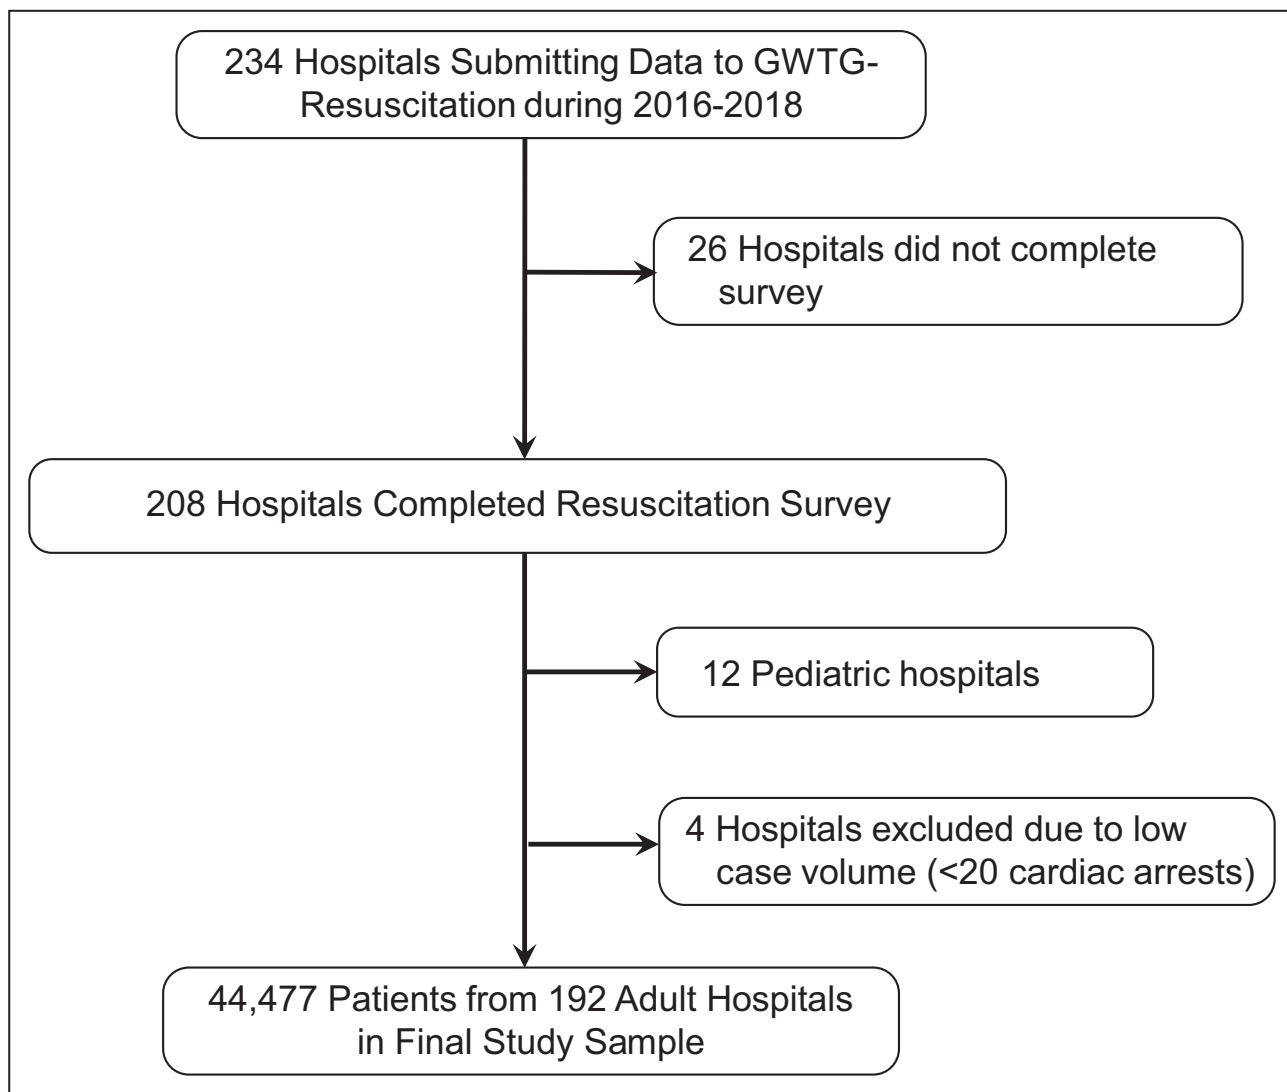 234 Hospitals Submitting Data to GWTG-
Resuscitation during 2016-2018
26 Hospitals did not complete
survey
208 Hospitals Completed Resuscitation Survey
12 Pediatric hospitals
4 Hospitals excluded due to low
case volume (<20 cardiac arrests)
44,477 Patients from 192 Adult Hospitals
in Final Study Sample